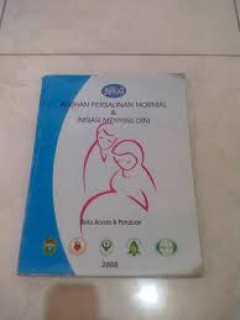 ASUHAN PERSALINAN NORMAL
&
INISIASI MENYUSU DINI
Buku Acuan & Panduan
2008